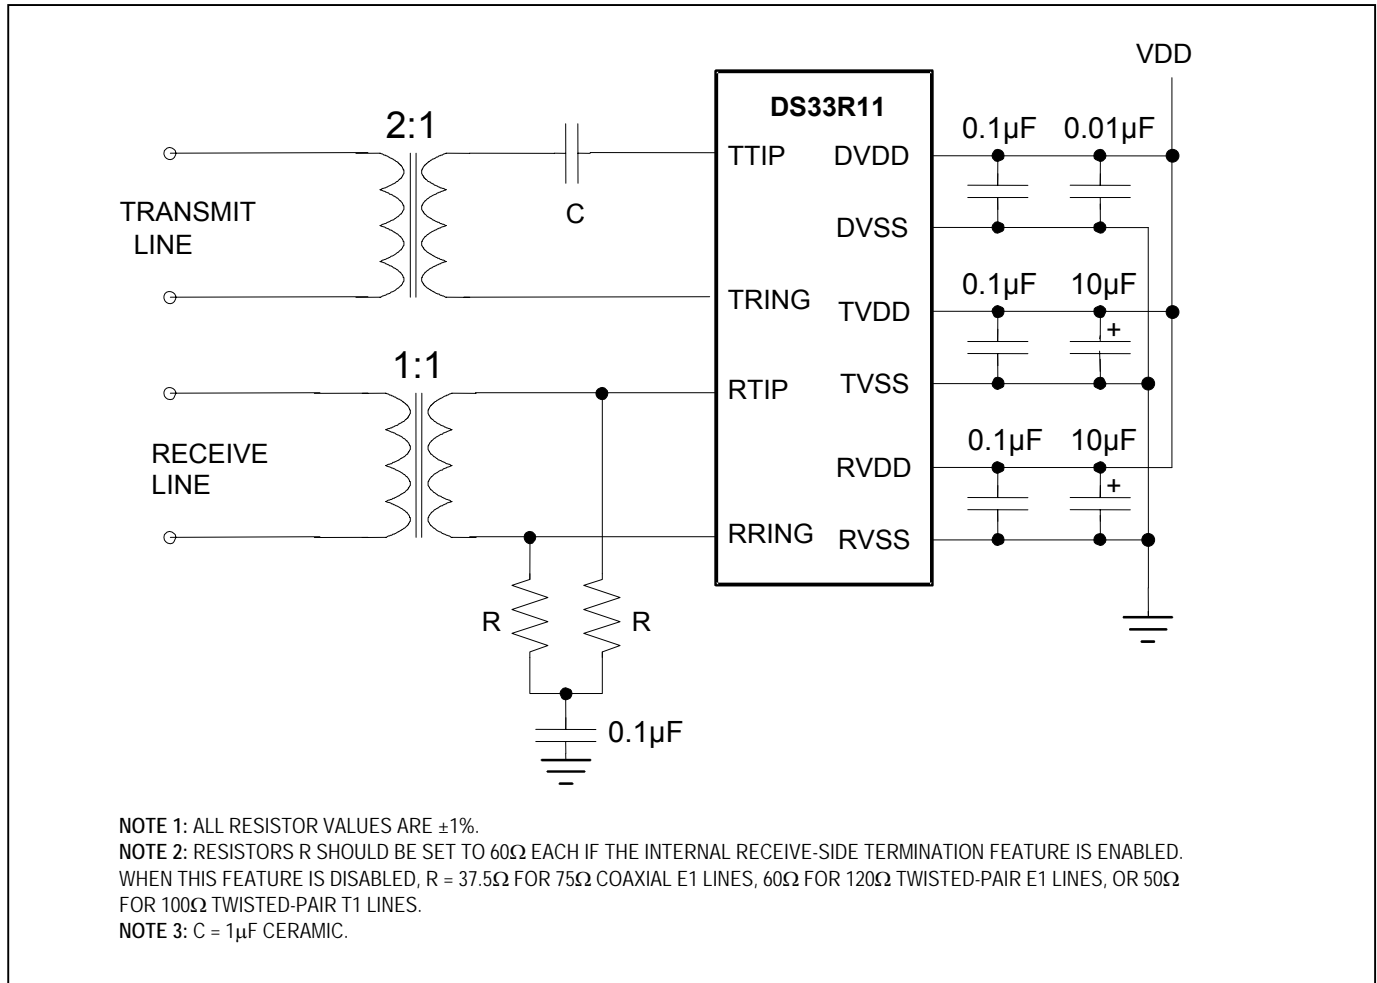 VDD
DS33R11
2:1
0.1µF
0.01µF
TTIP
DVDD
TRANSMIT
LINE
C
DVSS
0.1µF
10µF
TRING
TVDD
+
1:1
RTIP
TVSS
0.1µF
10µF
RECEIVE
LINE
RVDD
+
RRING
RVSS
R
R
0.1µF
NOTE 1: ALL RESISTOR VALUES ARE ±1%.
NOTE 2: RESISTORS R SHOULD BE SET TO 60Ω EACH IF THE INTERNAL RECEIVE-SIDE TERMINATION FEATURE IS ENABLED.
WHEN THIS FEATURE IS DISABLED, R = 37.5Ω FOR 75Ω COAXIAL E1 LINES, 60Ω FOR 120Ω TWISTED-PAIR E1 LINES, OR 50Ω
FOR 100Ω TWISTED-PAIR T1 LINES.
NOTE 3: C = 1µF CERAMIC.